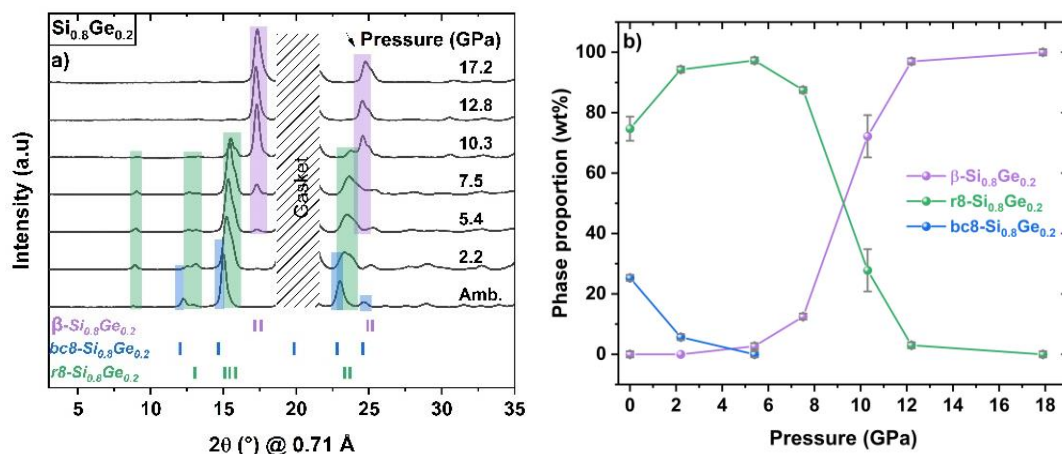 Si0.8Ge0.2
a)
Pressure (GPa)
17.2
12.8
10.3
7.5
5.4
2.2
Amb.
Gasket
Intensity (a.u)
β-Si0.8Ge0.2
bc8-Si0.8Ge0.2
r8-Si0.8Ge0.2
5 10 15 20 25 30 35
2θ (°) @ 0.71 Å
b)
Phase proportion (wt%)
100
80
60
40
20
0
β-Si0.8Ge0.2
r8-Si0.8Ge0.2
bc8-Si0.8Ge0.2
0 2 4 6 8 10 12 14 16 18
Pressure (GPa)